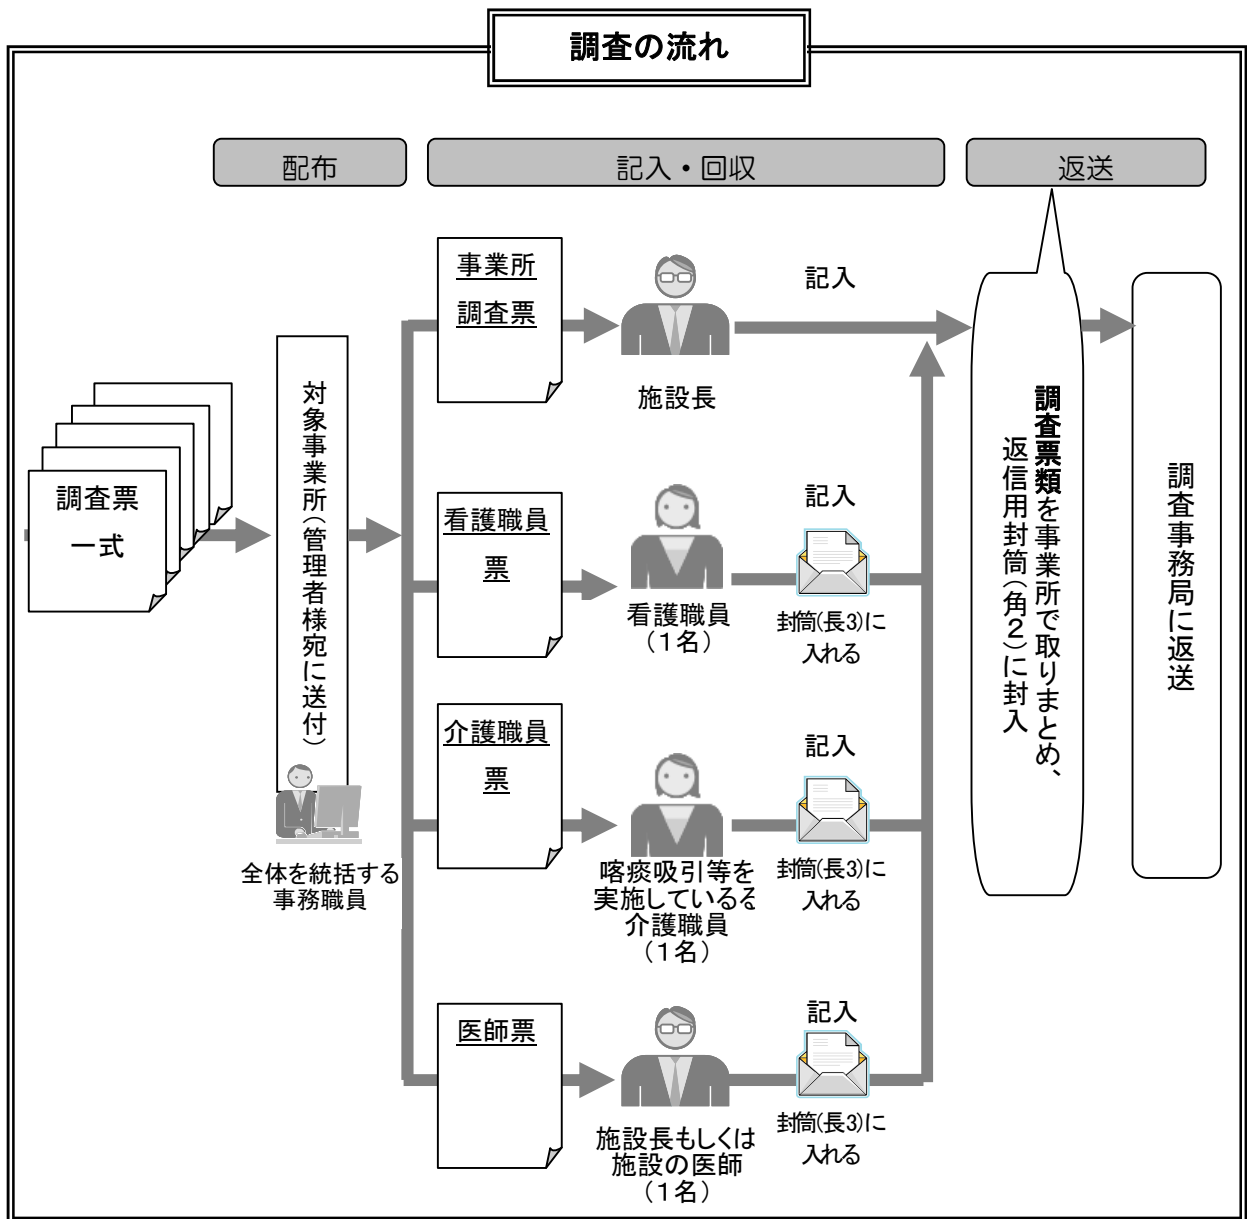 調査の流れ
配布
記入・回収
返送
調査票
一式
対象事業所(管理者様宛に送付)
全体を統括する
事務職員
事業所
調査票
施設長
記入
看護職員
票
看護職員
(1名)
記入
封筒(長3)に
入れる
介護職員
票
喀痰吸引等を
実施しているる
介護職員
(1名)
記入
封筒(長3)に
入れる
医師票
施設長もしくは
施設の医師
(1名)
記入
封筒(長3)に
入れる
調査票類を事業所で取りまとめ、
返信用封筒(角2)に封入
調査事務局に返送